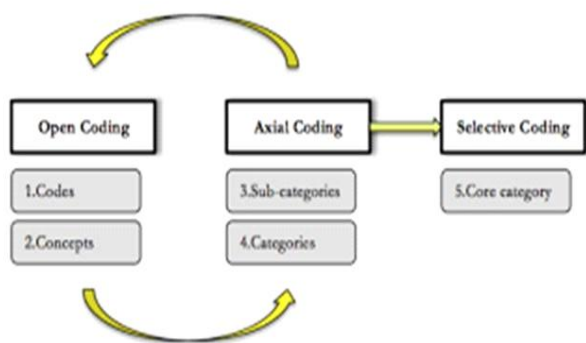 Open Coding
Axial Coding
Selective Coding
1.Codes
3.Sub-categories
5.Core category
2.Concepts
4.Categories